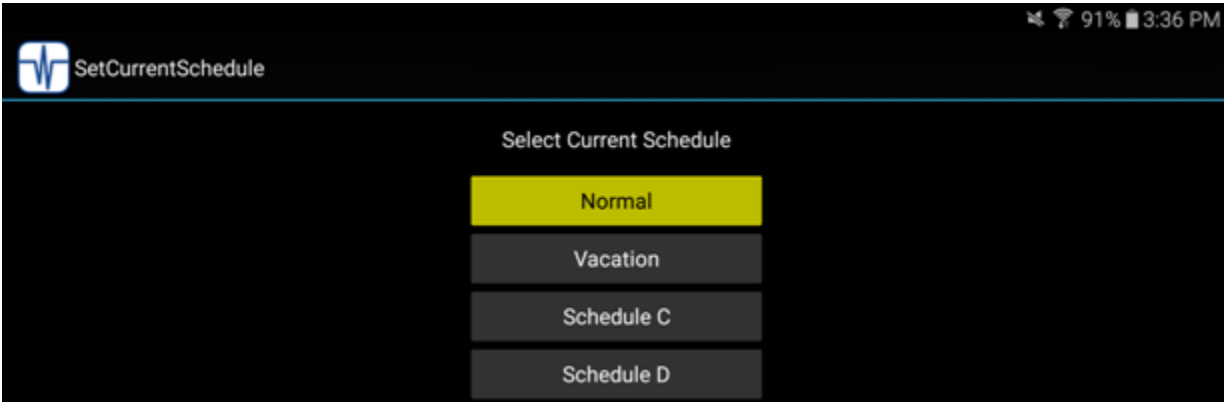 91% 3:36 PM
SetCurrentSchedule
Select Current Schedule
Normal
Vacation
Schedule C
Schedule D